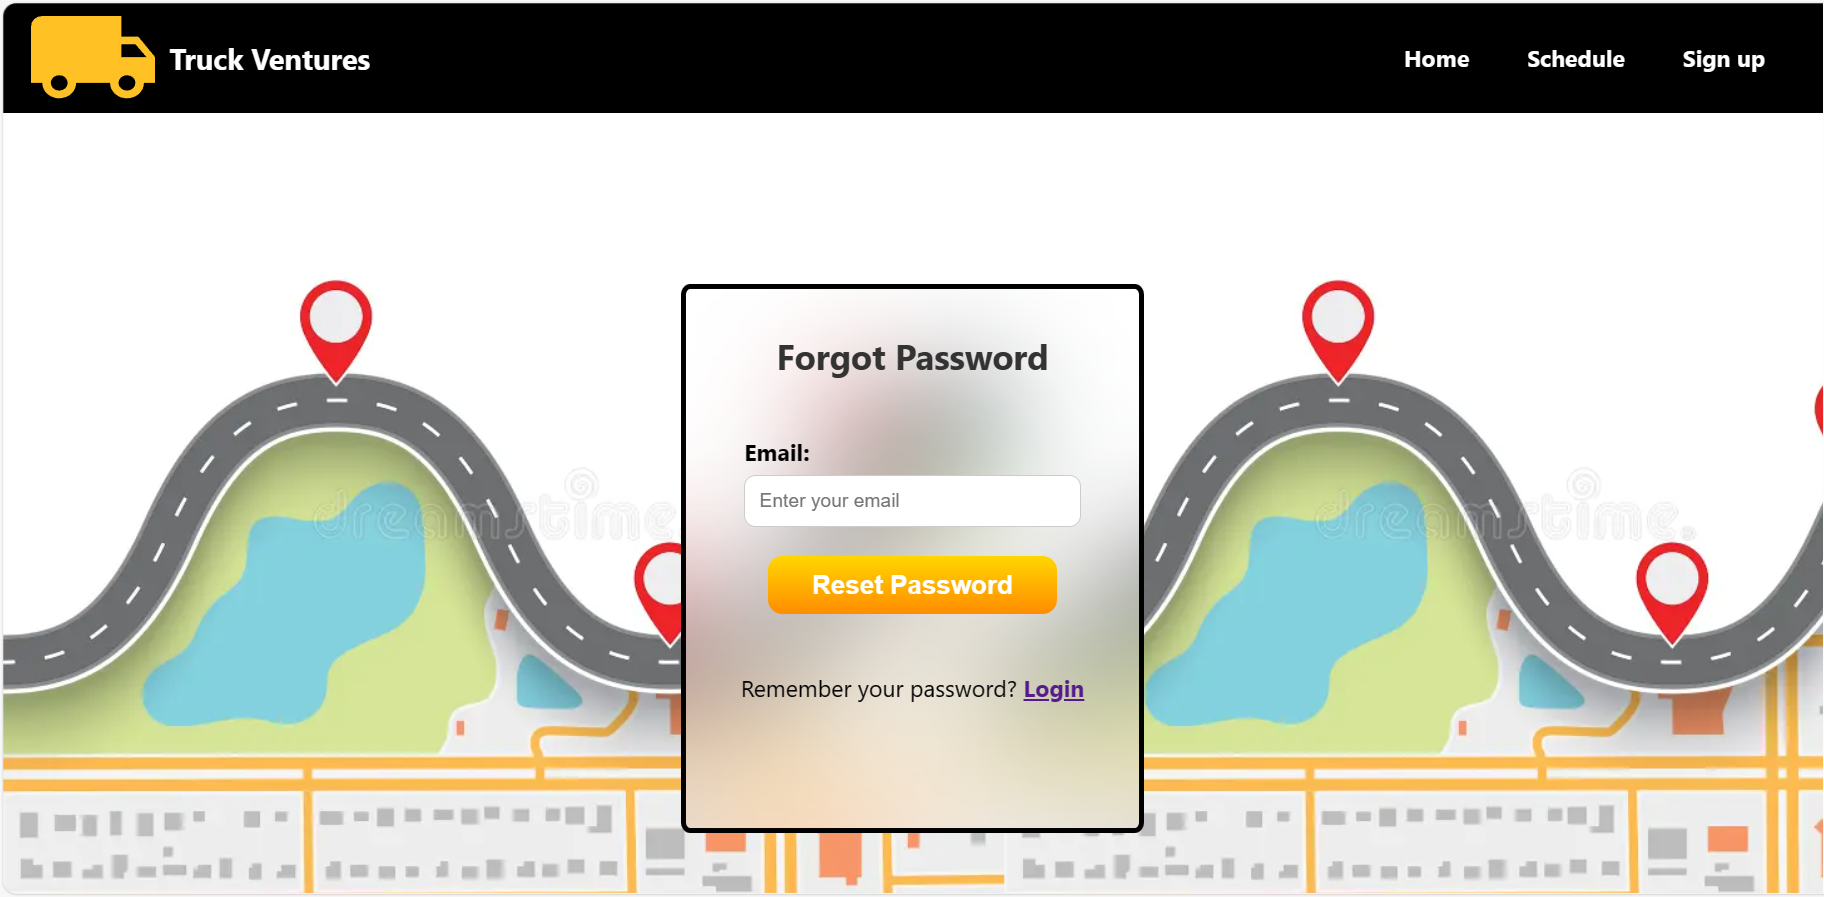 Truck Ventures
Home Schedule Sign up
Forgot Password
Email:
Enter your email
dreamstime
dreamstime.
Reset Password
Remember your password? Login